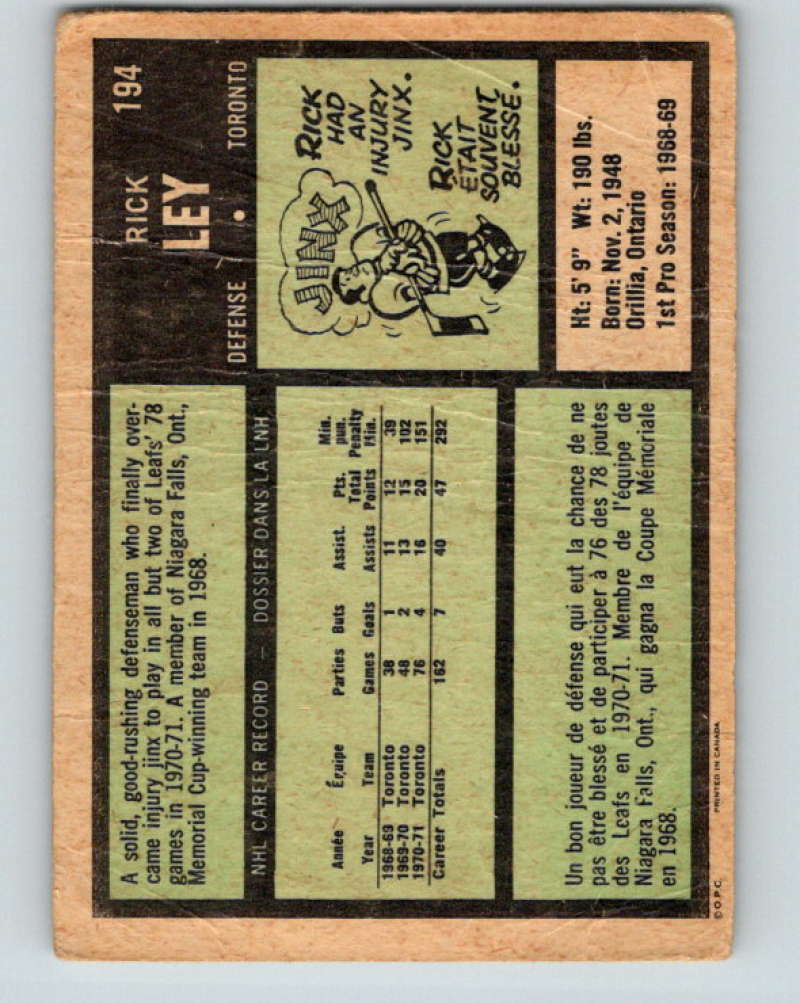 RICK 194
LEY
DEFENSE • TORONTO
A solid, good-rushing defenseman who finally over-
came injury jinx to play in all but two of Leafs' 78
games in 1970-71. A member of Niagara Falls, Ont.,
Memorial Cup-winning team in 1968.
JINX
RICK
HAD
AN
INJURY
JINX.
RICK
ÉTAIT
SOUVENT
BLESSÉ.
NHL CAREER RECORD — DOSSIER DANS LA LNH
Année Équipe Parties Buts Assist. Pts. Min. pun.
Year Team Games Goals Assists Total Points Penalty Min.
1968-69 Toronto 38 1 11 12 39
1969-70 Toronto 48 2 13 15 102
1970-71 Toronto 76 4 16 20 151
Career Totals 162 7 40 47 292
Ht: 5' 9" Wt: 190 lbs.
Born: Nov. 2, 1948
Orillia, Ontario
1st Pro Season: 1968-69
Un bon joueur de défense qui eut la chance de ne
pas être blessé et de participer à 76 des 78 joutes
des Leafs en 1970-71. Membre de l'équipe de
Niagara Falls, Ont., qui gagna la Coupe Mémoriale
en 1968.
© O.P.C. PRINTED IN CANADA